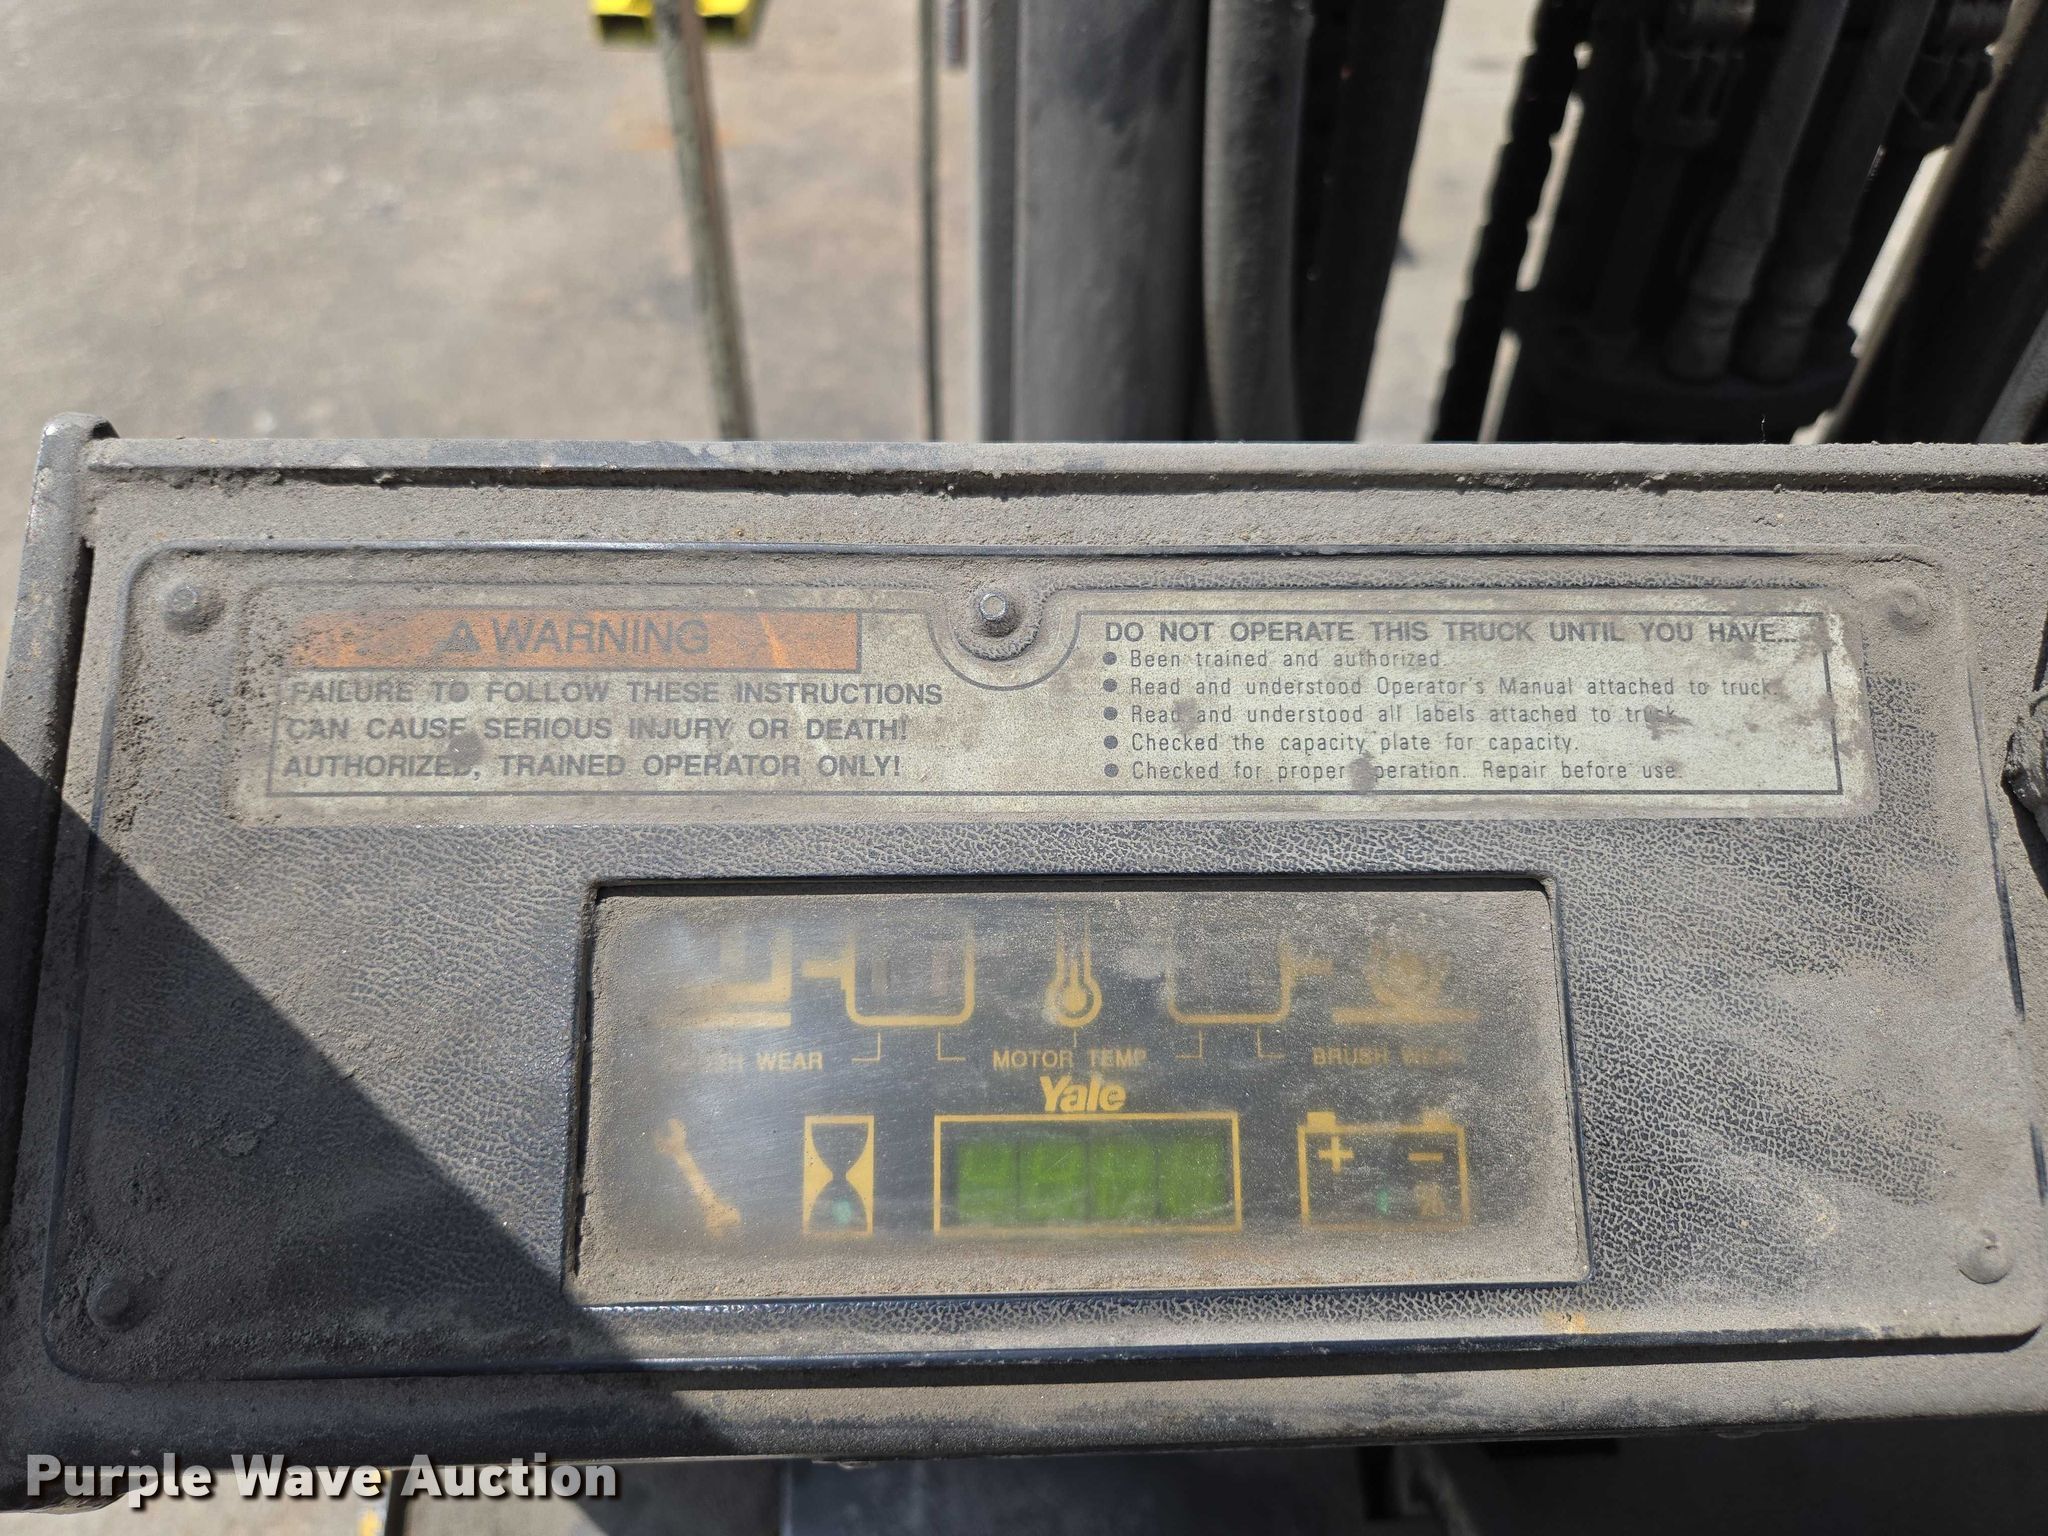 WARNING
FAILURE TO FOLLOW THESE INSTRUCTIONS
CAN CAUSE SERIOUS INJURY OR DEATH!
AUTHORIZED, TRAINED OPERATOR ONLY!
DO NOT OPERATE THIS TRUCK UNTIL YOU HAVE...
● Been trained and authorized.
● Read and understood Operator's Manual attached to truck.
● Read and understood all labels attached to truck.
● Checked the capacity plate for capacity.
● Checked for proper operation. Repair before use.
BRUSH WEAR
MOTOR TEMP
BRUSH WEAR
Yale
+ −
Purple Wave Auction